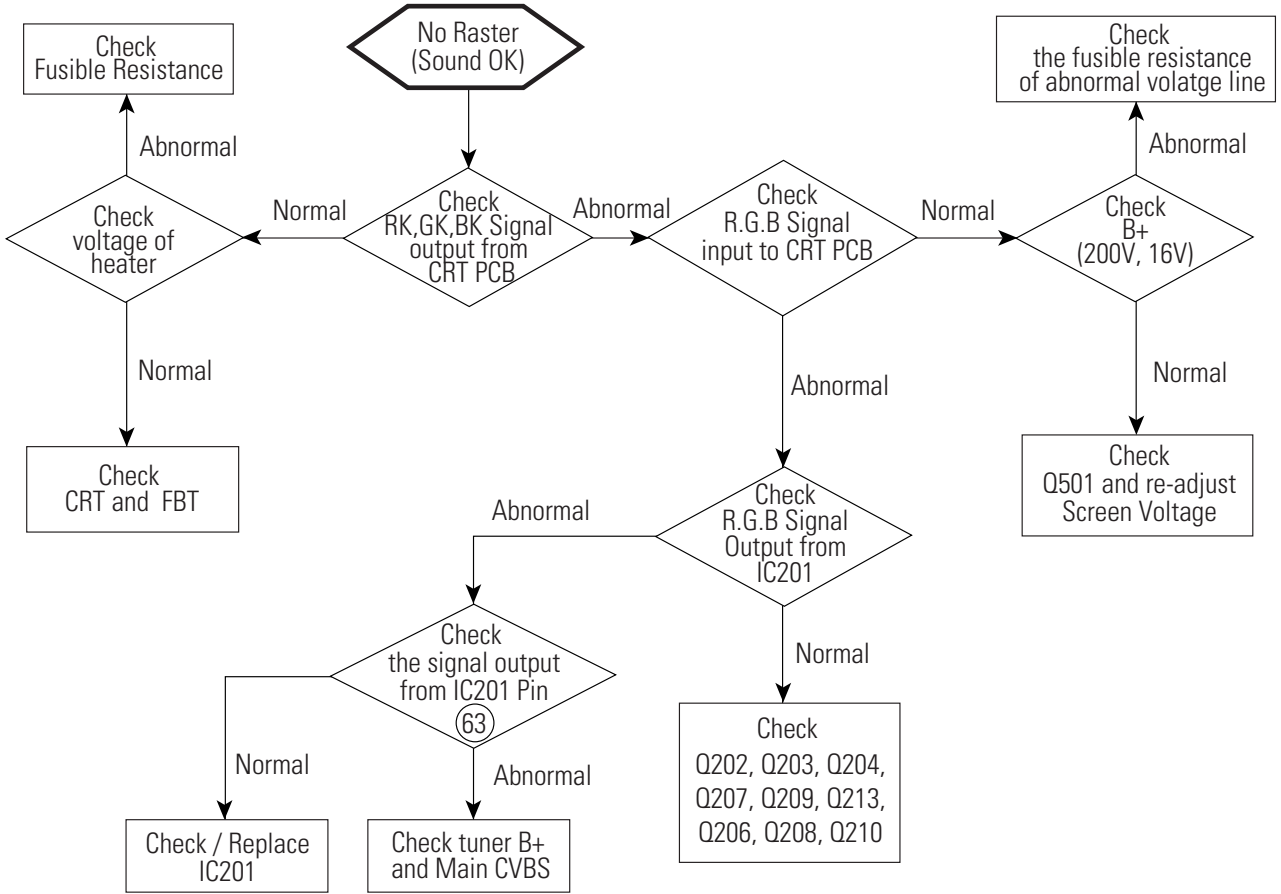 No Raster
(Sound OK)
Check
Fusible Resistance
Check
the fusible resistance
of abnormal volatge line
Abnormal
Abnormal
Check
voltage of
heater
Normal
Check
RK,GK,BK Signal
output from
CRT PCB
Abnormal
Check
R.G.B Signal
input to CRT PCB
Normal
Check
B+
(200V, 16V)
Normal
Abnormal
Normal
Check
CRT and FBT
Check
Q501 and re-adjust
Screen Voltage
Abnormal
Check
R.G.B Signal
Output from
IC201
Check
the signal output
from IC201 Pin
63
Normal
Normal
Abnormal
Check
Q202, Q203, Q204,
Q207, Q209, Q213,
Q206, Q208, Q210
Check / Replace
IC201
Check tuner B+
and Main CVBS